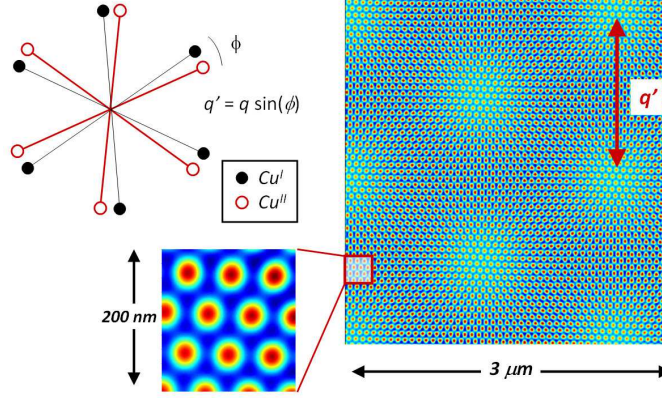 ϕ
q' = q sin(ϕ)
Cu^I
Cu^II
q'
200 nm
3 μm